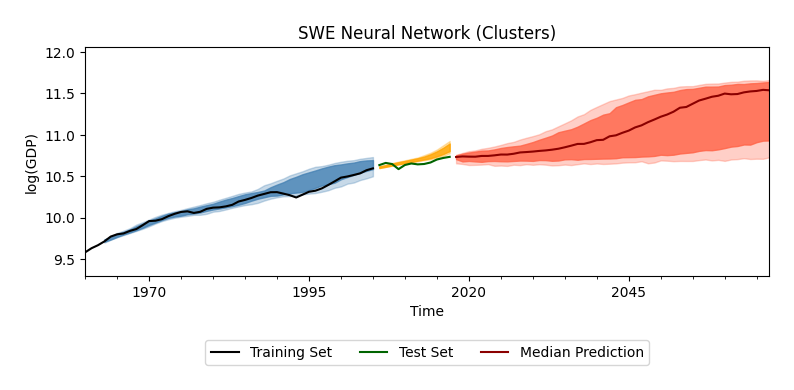 SWE Neural Network (Clusters)
12.0
11.5
11.0
10.5
10.0
9.5
log(GDP)
1970 1995 2020 2045
Time
Training Set Test Set Median Prediction